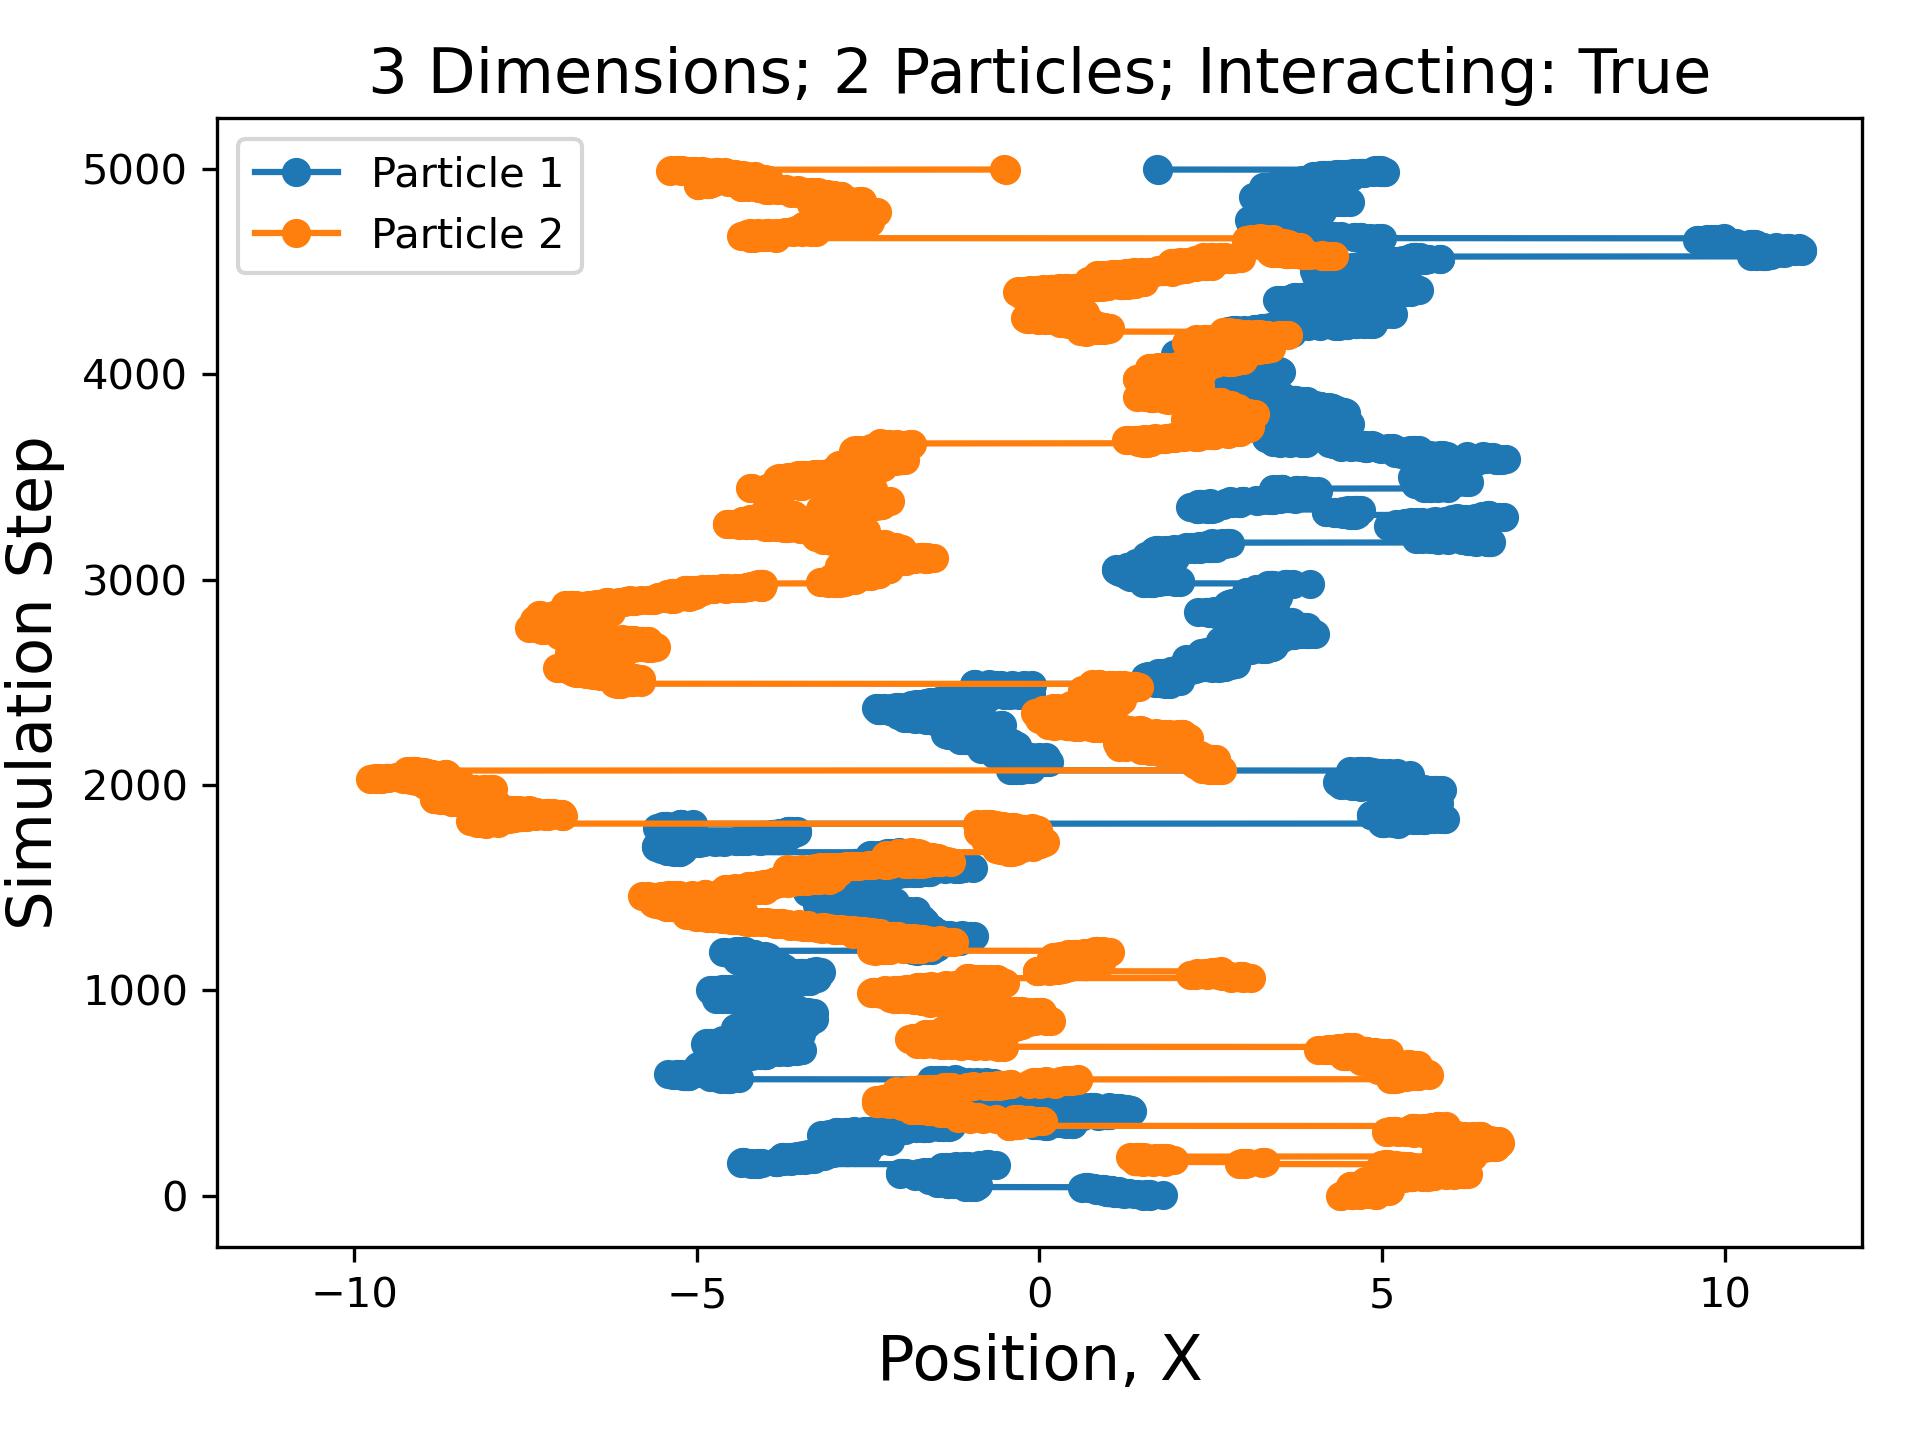 3 Dimensions; 2 Particles; Interacting: True
Particle 1
Particle 2
Simulation Step
5000
4000
3000
2000
1000
0
−10
−5
0
5
10
Position, X